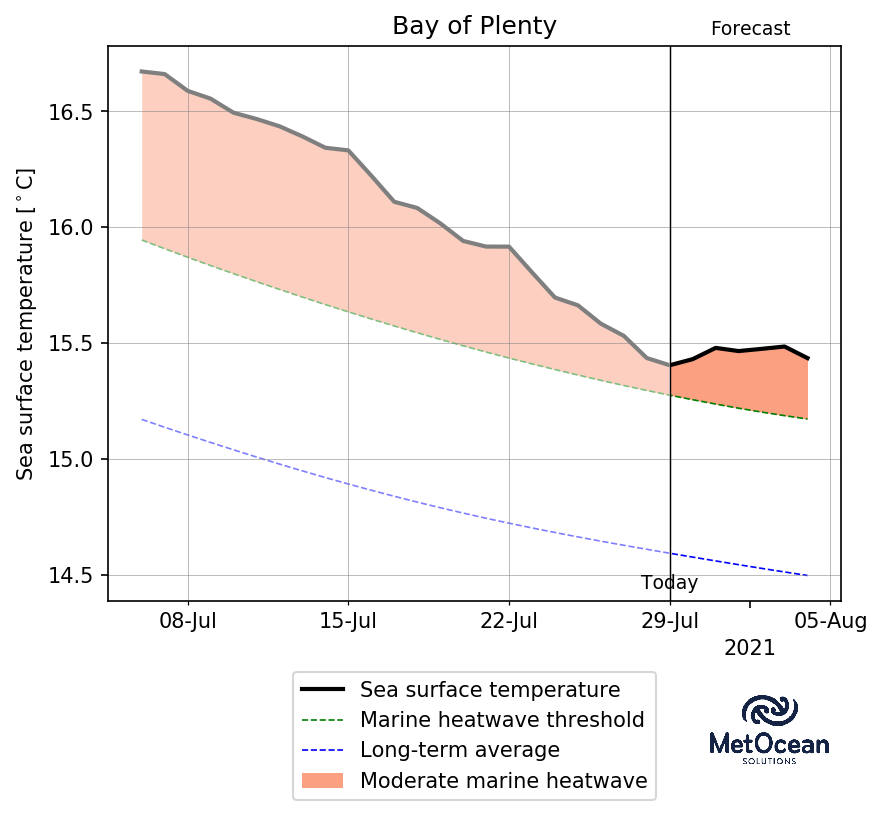 Bay of Plenty
Forecast
Sea surface temperature [°C]
16.5
16.0
15.5
15.0
14.5
Today
08-Jul 15-Jul 22-Jul 29-Jul 05-Aug
2021
Sea surface temperature
Marine heatwave threshold
Long-term average
Moderate marine heatwave
MetOcean
SOLUTIONS